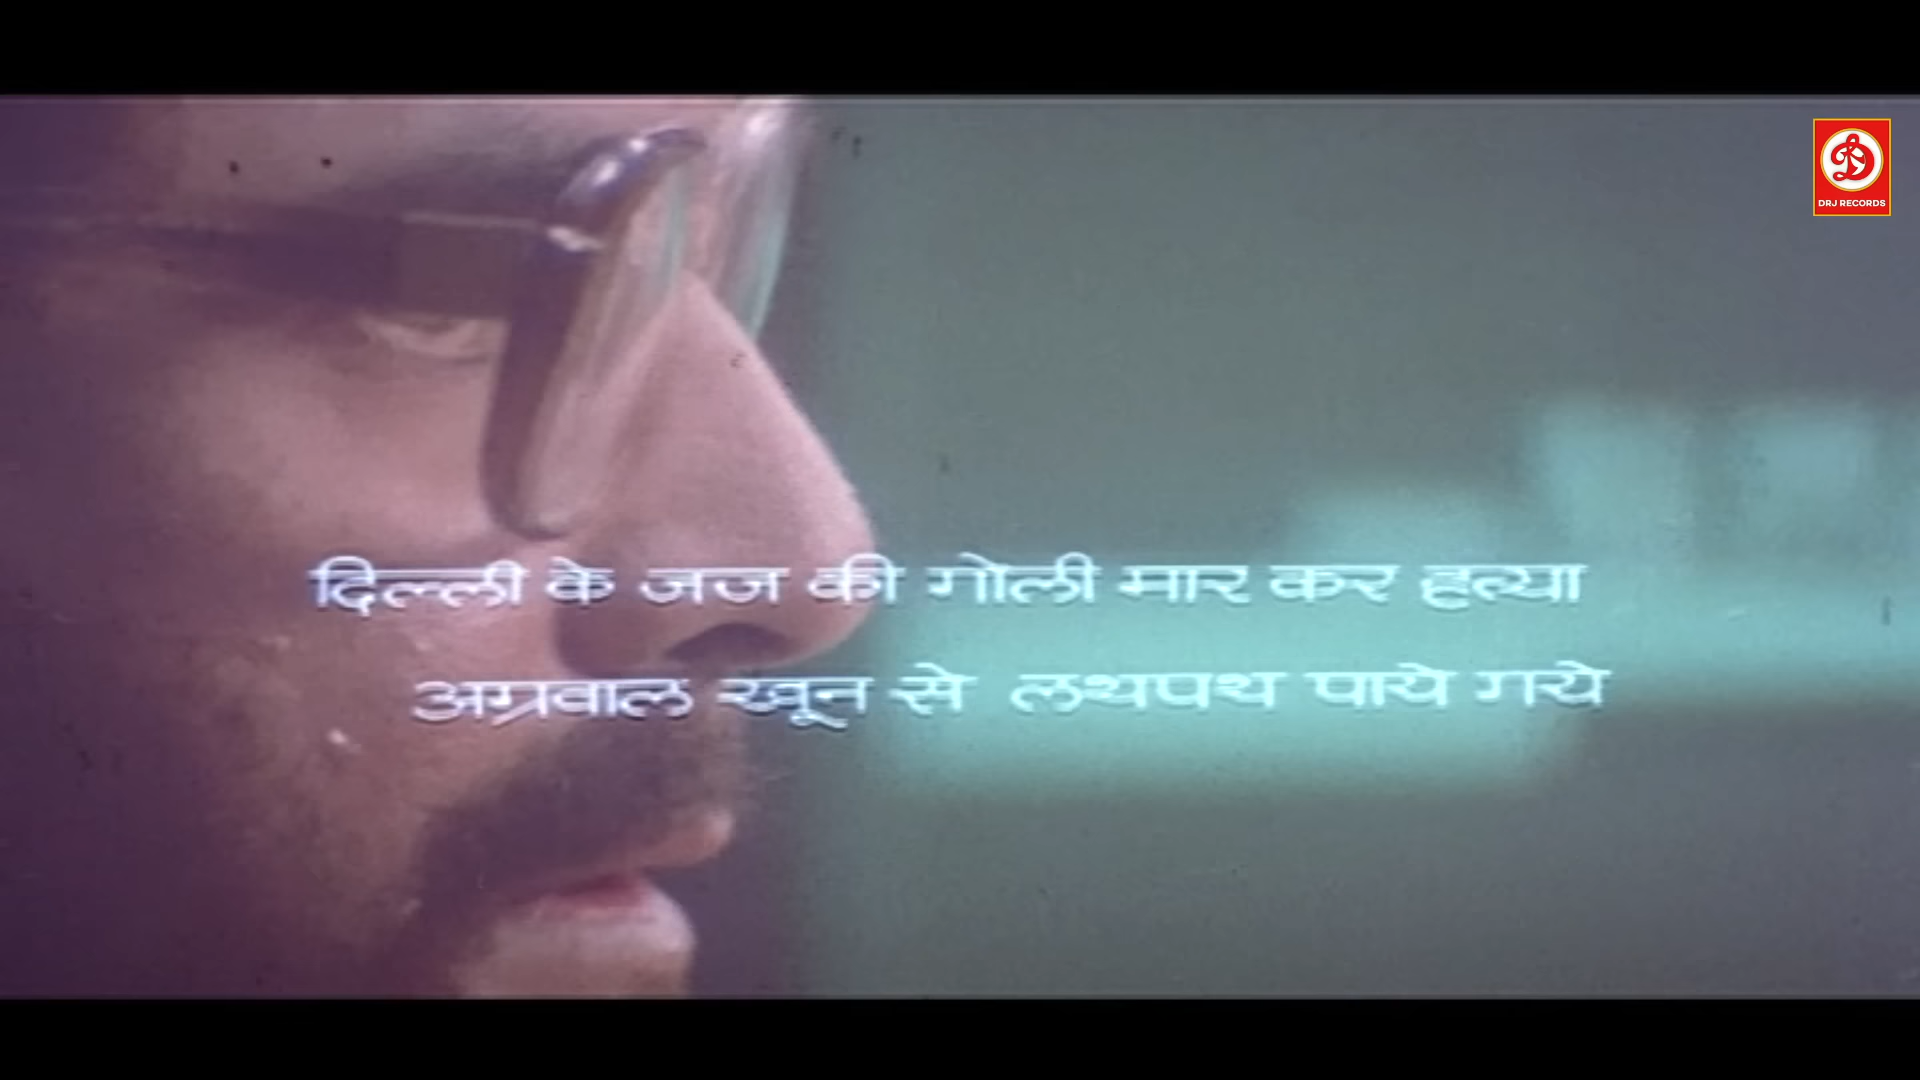 DRJ RECORDS
दिल्ली के जज की गोली मार कर हत्या
अग्रवाल खून से लथपथ पाये गये